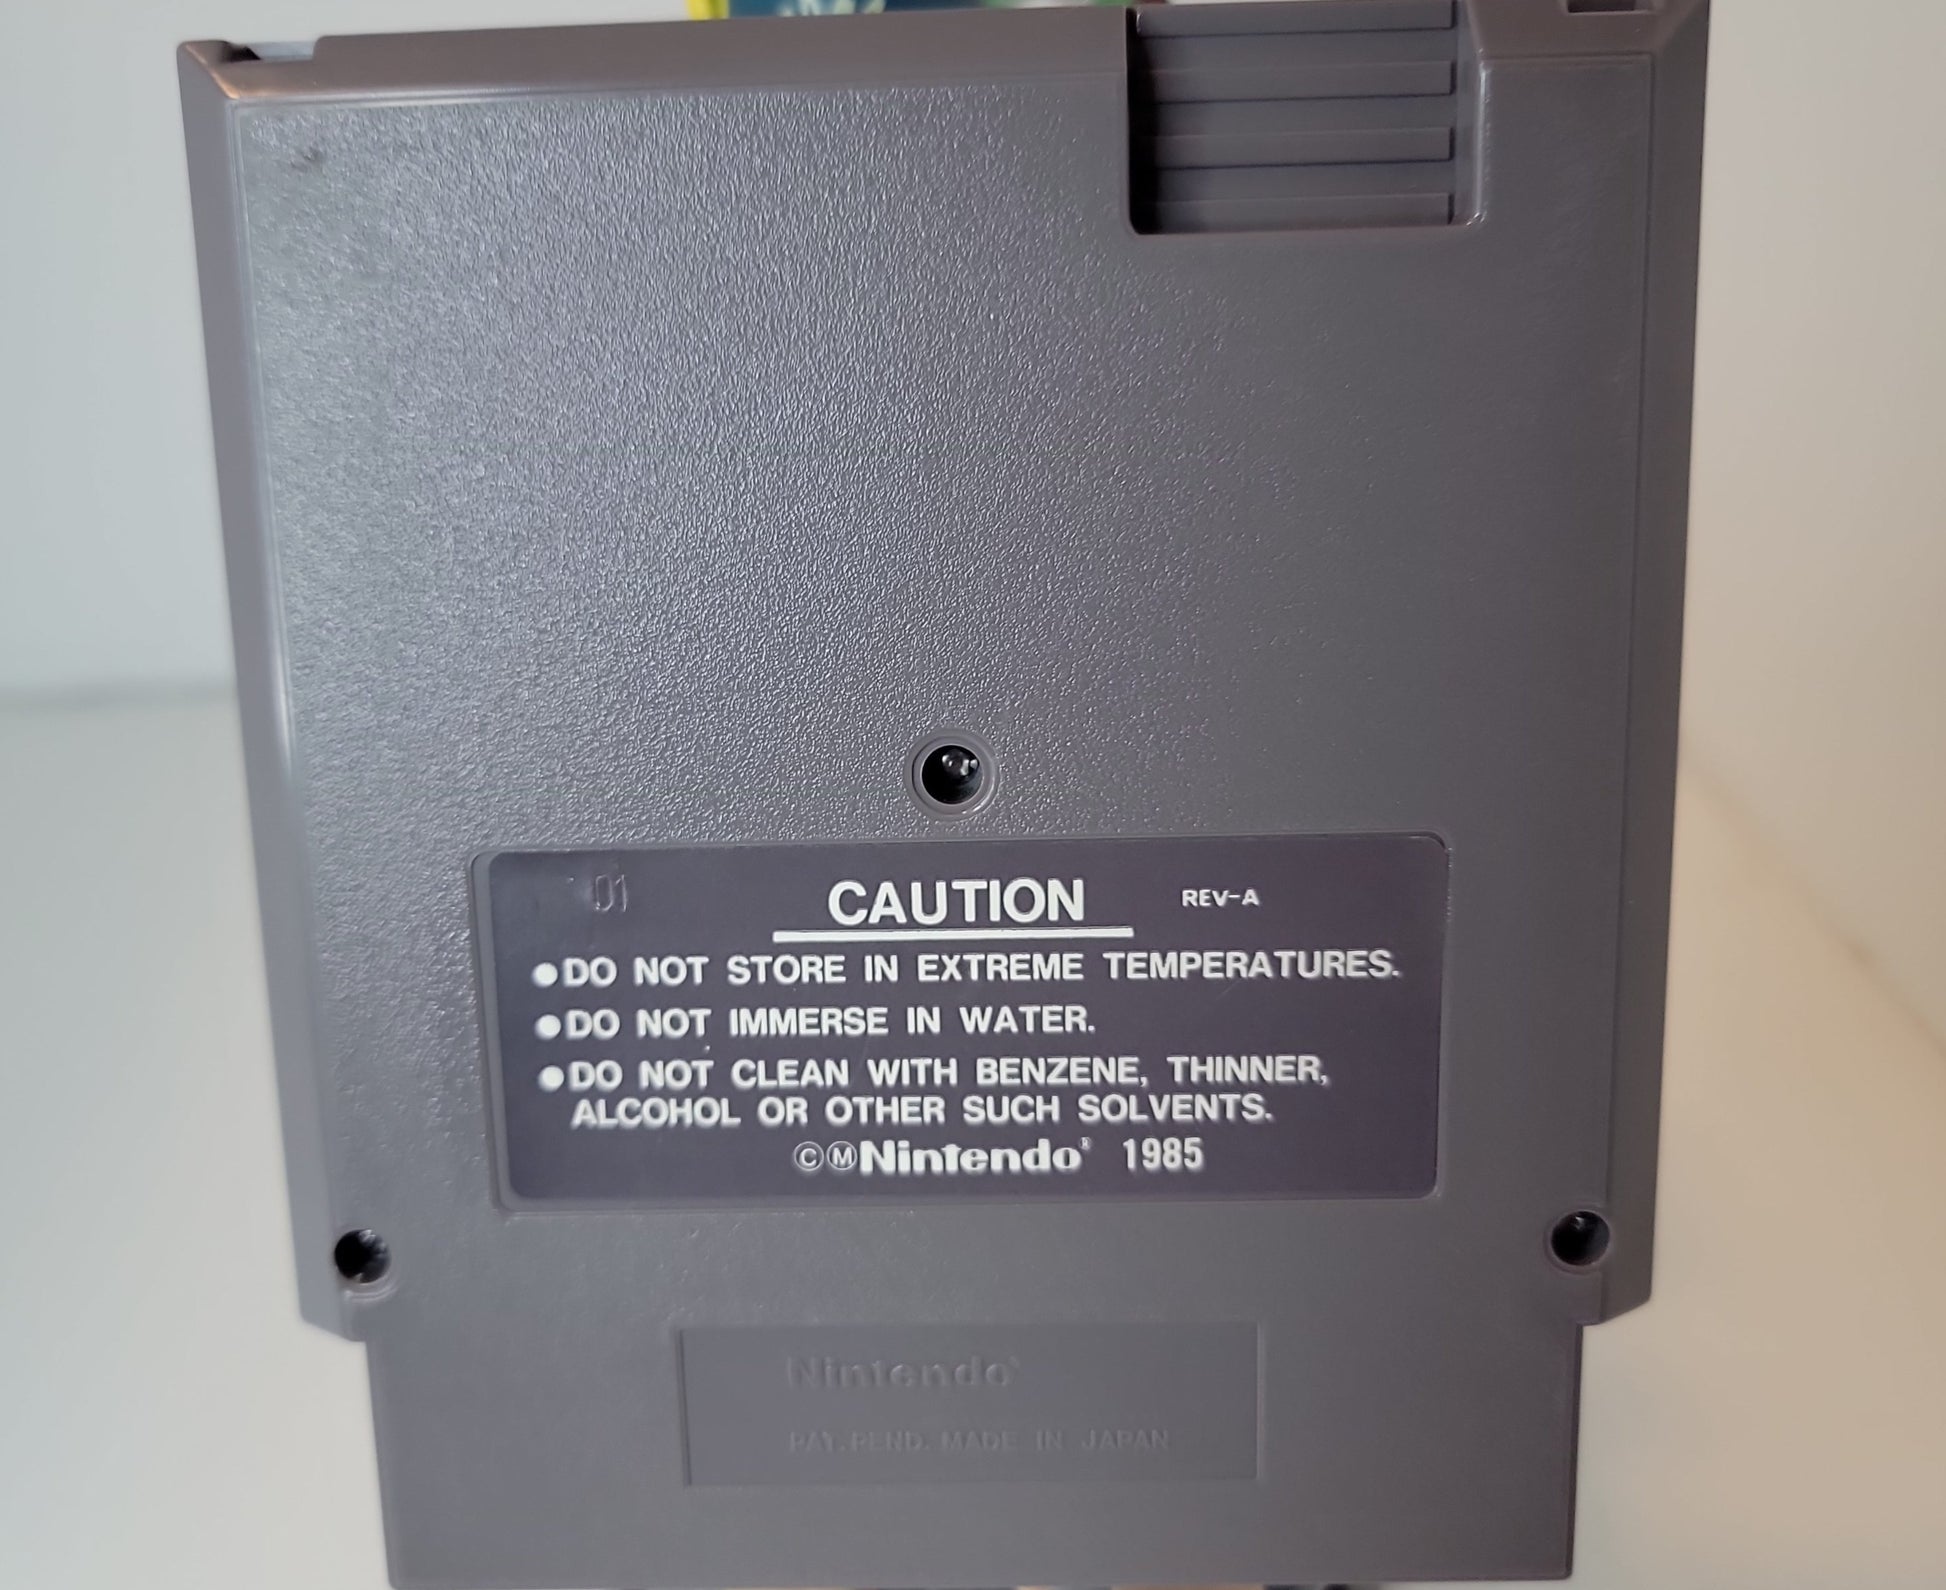 01
CAUTION REV-A
●DO NOT STORE IN EXTREME TEMPERATURES.
●DO NOT IMMERSE IN WATER.
●DO NOT CLEAN WITH BENZENE, THINNER,
ALCOHOL OR OTHER SUCH SOLVENTS.
©ⓂNintendo® 1985
Nintendo®
PAT. PEND. MADE IN JAPAN